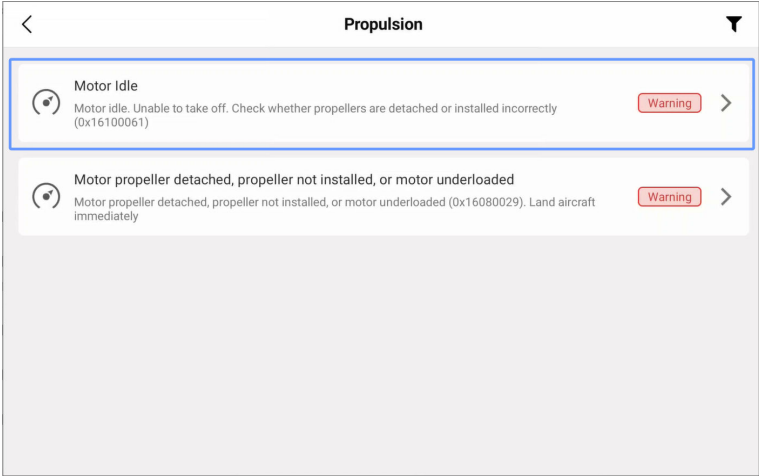 Propulsion
Motor Idle
Motor idle. Unable to take off. Check whether propellers are detached or installed incorrectly
(0x16100061)
Warning
Motor propeller detached, propeller not installed, or motor underloaded
Motor propeller detached, propeller not installed, or motor underloaded (0x16080029). Land aircraft
immediately
Warning